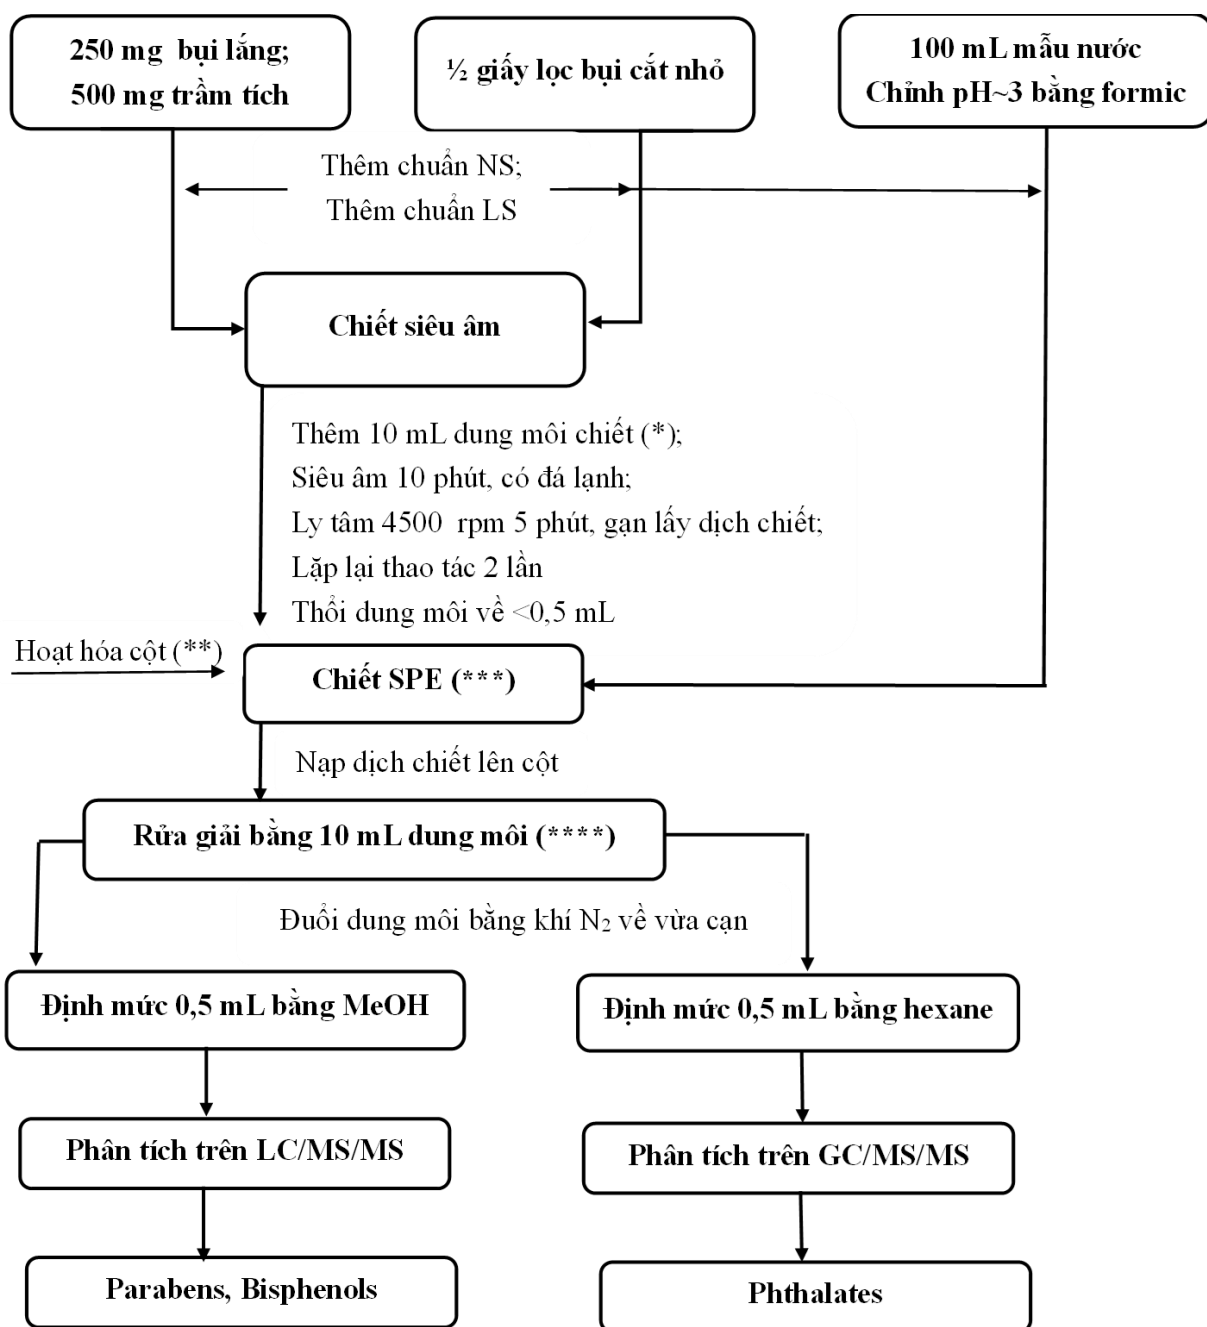 250 mg bụi lắng;
500 mg trầm tích
½ giấy lọc bụi cắt nhỏ
100 mL mẫu nước
Chỉnh pH~3 bằng formic
Thêm chuẩn NS;
Thêm chuẩn LS
Chiết siêu âm
Thêm 10 mL dung môi chiết (*);
Siêu âm 10 phút, có đá lạnh;
Ly tâm 4500 rpm 5 phút, gạn lấy dịch chiết;
Lặp lại thao tác 2 lần
Thổi dung môi về <0,5 mL
Hoạt hóa cột (**)
Chiết SPE (***)
Nạp dịch chiết lên cột
Rửa giải bằng 10 mL dung môi (****)
Đuổi dung môi bằng khí N₂ về vừa cạn
Định mức 0,5 mL bằng MeOH
Định mức 0,5 mL bằng hexane
Phân tích trên LC/MS/MS
Phân tích trên GC/MS/MS
Parabens, Bisphenols
Phthalates